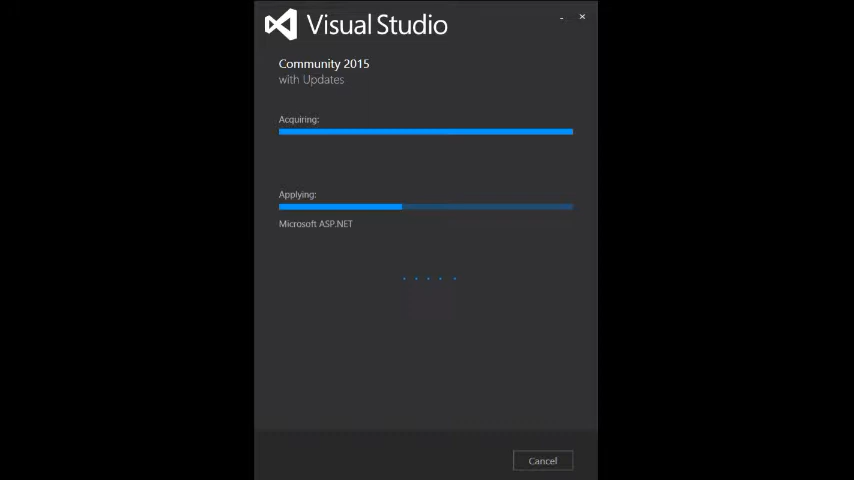 Visual Studio
Community 2015
with Updates
Acquiring:
Applying:
Microsoft ASP.NET
Cancel